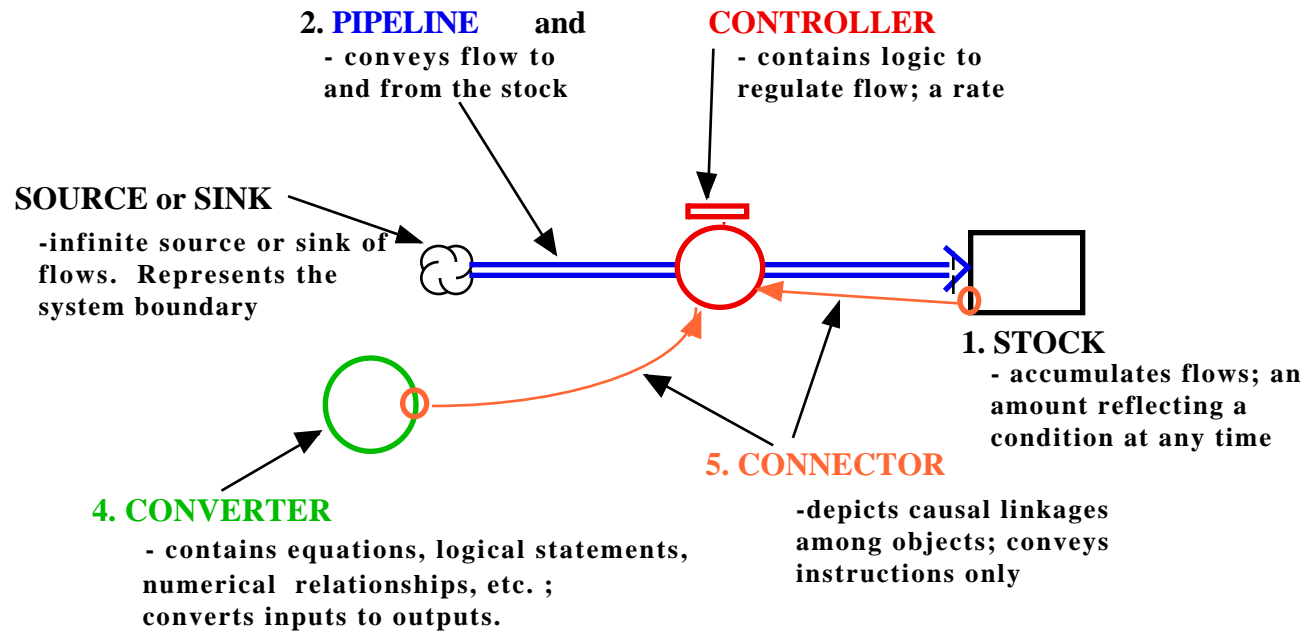 2. PIPELINE and CONTROLLER
- conveys flow to
and from the stock
- contains logic to
regulate flow; a rate
SOURCE or SINK
-infinite source or sink of
flows. Represents the
system boundary
1. STOCK
- accumulates flows; an
amount reflecting a
condition at any time
5. CONNECTOR
-depicts causal linkages
among objects; conveys
instructions only
4. CONVERTER
- contains equations, logical statements,
numerical relationships, etc. ;
converts inputs to outputs.